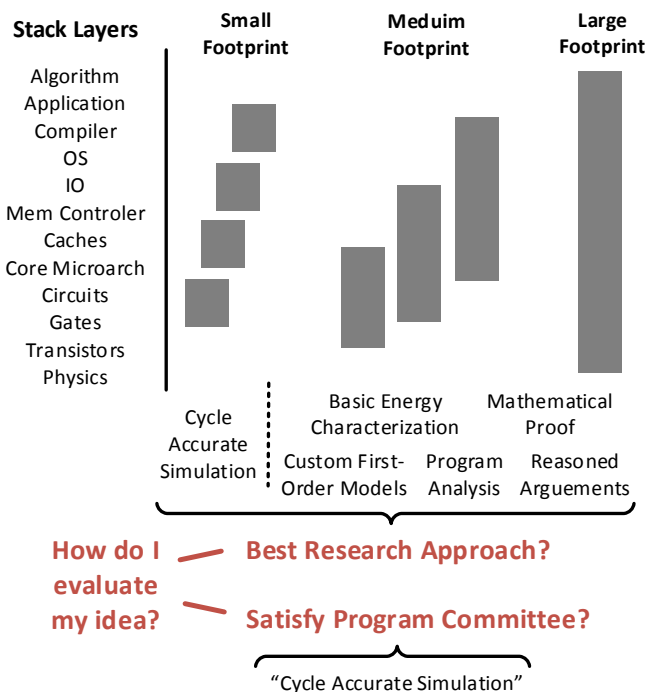 Stack Layers
Small
Footprint
Meduim
Footprint
Large
Footprint
Algorithm
Application
Compiler
OS
IO
Mem Controler
Caches
Core Microarch
Circuits
Gates
Transistors
Physics
Cycle
Accurate
Simulation
Basic Energy
Characterization
Mathematical
Proof
Custom First-
Order Models
Program
Analysis
Reasoned
Arguements
How do I
evaluate
my idea?
Best Research Approach?
Satisfy Program Committee?
“Cycle Accurate Simulation”